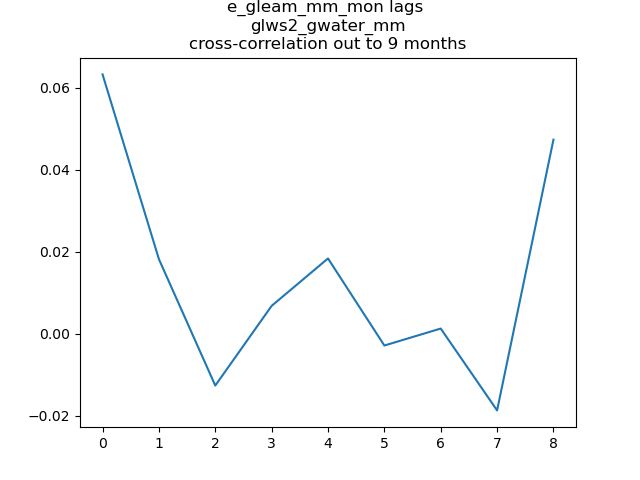 e_gleam_mm_mon lags
glws2_gwater_mm
cross-correlation out to 9 months
0.06
0.04
0.02
0.00
−0.02
0 1 2 3 4 5 6 7 8